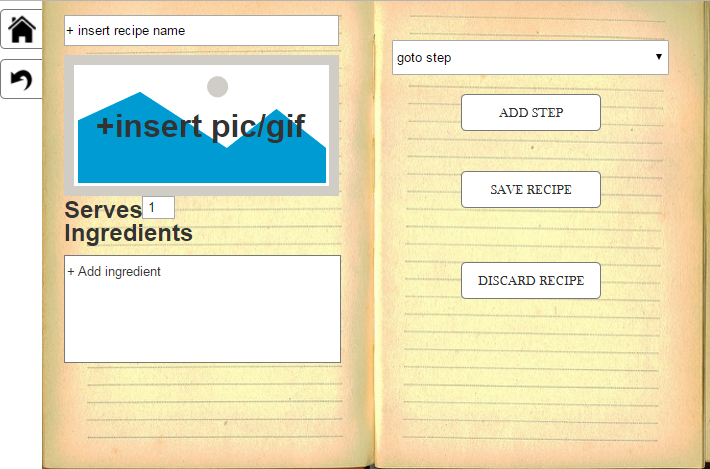 + insert recipe name
+insert pic/gif
Serves 1
Ingredients
+ Add ingredient
goto step
ADD STEP
SAVE RECIPE
DISCARD RECIPE